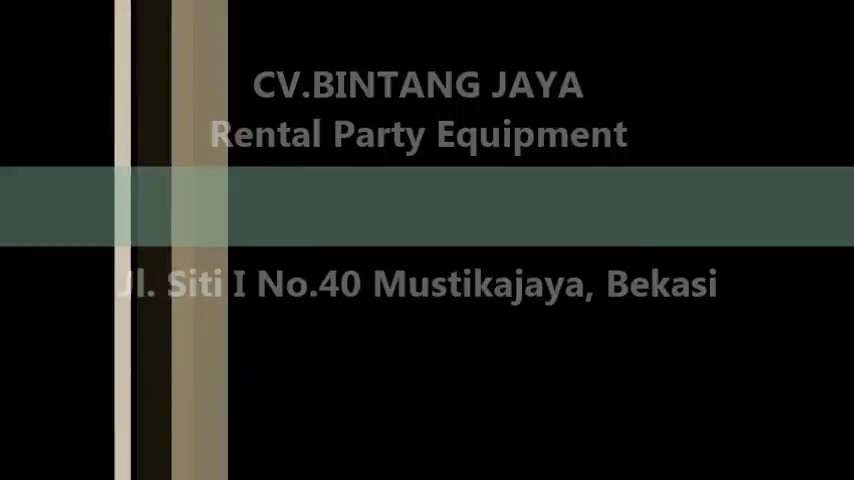 CV.BINTANG JAYA
Rental Party Equipment
Jl. Siti I No.40 Mustikajaya, Bekasi